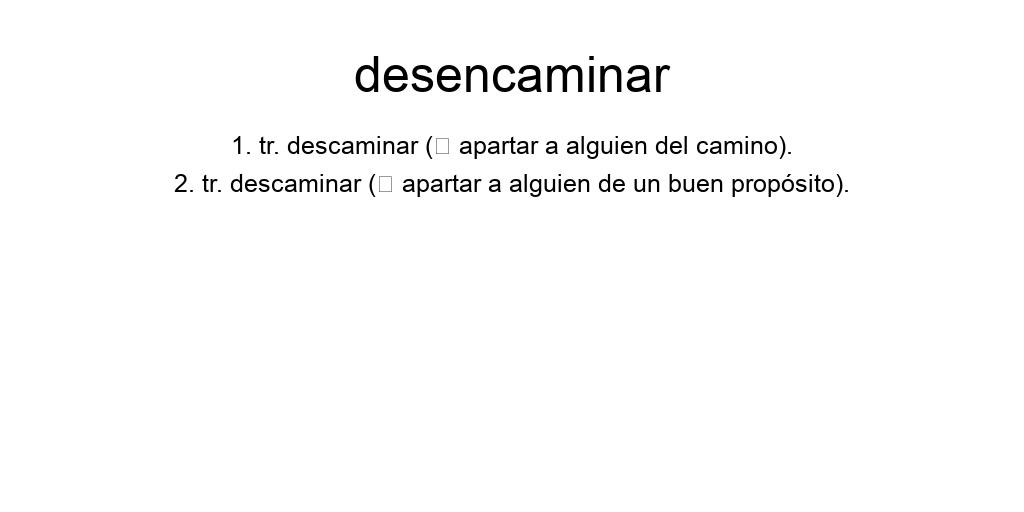 desencaminar
1. tr. descaminar (□ apartar a alguien del camino).
2. tr. descaminar (□ apartar a alguien de un buen propósito).